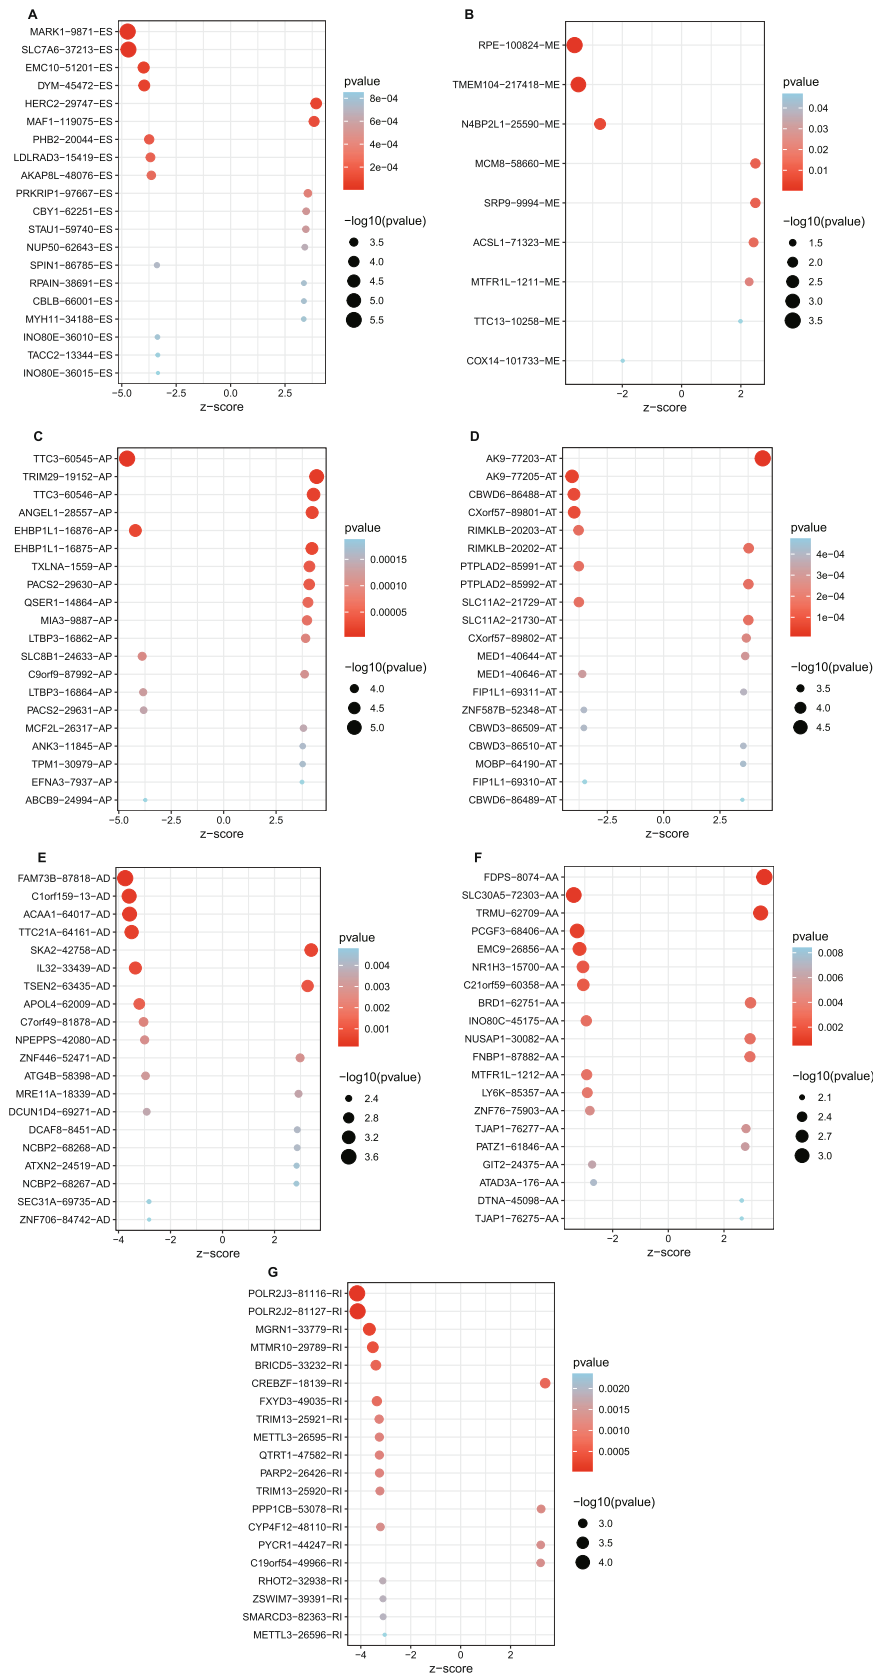 A
MARK1−9871−ES
SLC7A6−37213−ES
EMC10−51201−ES
DYM−45472−ES
HERC2−29747−ES
MAF1−119075−ES
PHB2−20044−ES
LDLRAD3−15419−ES
AKAP8L−48076−ES
PRKRIP1−97667−ES
CBY1−62251−ES
STAU1−59740−ES
NUP50−62643−ES
SPIN1−86785−ES
RPAIN−38691−ES
CBLB−66001−ES
MYH11−34188−ES
INO80E−36010−ES
TACC2−13344−ES
INO80E−36015−ES
−5.0 −2.5 0.0 2.5
z−score
pvalue
8e−04
6e−04
4e−04
2e−04
−log10(pvalue)
3.5
4.0
4.5
5.0
5.5
B
RPE−100824−ME
TMEM104−217418−ME
N4BP2L1−25590−ME
MCM8−58660−ME
SRP9−9994−ME
ACSL1−71323−ME
MTFR1L−1211−ME
TTC13−10258−ME
COX14−101733−ME
−2 0 2
z−score
pvalue
0.04
0.03
0.02
0.01
−log10(pvalue)
1.5
2.0
2.5
3.0
3.5
C
TTC3−60545−AP
TRIM29−19152−AP
TTC3−60546−AP
ANGEL1−28557−AP
EHBP1L1−16876−AP
EHBP1L1−16875−AP
TXLNA−1559−AP
PACS2−29630−AP
QSER1−14864−AP
MIA3−9887−AP
LTBP3−16862−AP
SLC8B1−24633−AP
C9orf9−87992−AP
LTBP3−16864−AP
PACS2−29631−AP
MCF2L−26317−AP
ANK3−11845−AP
TPM1−30979−AP
EFNA3−7937−AP
ABCB9−24994−AP
−5.0 −2.5 0.0 2.5
z−score
pvalue
0.00015
0.00010
0.00005
−log10(pvalue)
4.0
4.5
5.0
D
AK9−77203−AT
AK9−77205−AT
CBWD6−86488−AT
CXorf57−89801−AT
RIMKLB−20203−AT
RIMKLB−20202−AT
PTPLAD2−85991−AT
PTPLAD2−85992−AT
SLC11A2−21729−AT
SLC11A2−21730−AT
CXorf57−89802−AT
MED1−40644−AT
MED1−40646−AT
FIP1L1−69311−AT
ZNF587B−52348−AT
CBWD3−86509−AT
CBWD3−86510−AT
MOBP−64190−AT
FIP1L1−69310−AT
CBWD6−86489−AT
−2.5 0.0 2.5
z−score
pvalue
4e−04
3e−04
2e−04
1e−04
−log10(pvalue)
3.5
4.0
4.5
E
FAM73B−87818−AD
C1orf159−13−AD
ACAA1−64017−AD
TTC21A−64161−AD
SKA2−42758−AD
IL32−33439−AD
TSEN2−63435−AD
APOL4−62009−AD
C7orf49−81878−AD
NPEPPS−42080−AD
ZNF446−52471−AD
ATG4B−58398−AD
MRE11A−18339−AD
DCUN1D4−69271−AD
DCAF8−8451−AD
NCBP2−68268−AD
ATXN2−24519−AD
NCBP2−68267−AD
SEC31A−69735−AD
ZNF706−84742−AD
−4 −2 0 2
z−score
pvalue
0.004
0.003
0.002
0.001
−log10(pvalue)
2.4
2.8
3.2
3.6
F
FDPS−8074−AA
SLC30A5−72303−AA
TRMU−62709−AA
PCGF3−68406−AA
EMC9−26856−AA
NR1H3−15700−AA
C21orf59−60358−AA
BRD1−62751−AA
INO80C−45175−AA
NUSAP1−30082−AA
FNBP1−87882−AA
MTFR1L−1212−AA
LY6K−85357−AA
ZNF76−75903−AA
TJAP1−76277−AA
PATZ1−61846−AA
GIT2−24375−AA
ATAD3A−176−AA
DTNA−45098−AA
TJAP1−76275−AA
−2 0 2
z−score
pvalue
0.008
0.006
0.004
0.002
−log10(pvalue)
2.1
2.4
2.7
3.0
G
POLR2J3−81116−RI
POLR2J2−81127−RI
MGRN1−33779−RI
MTMR10−29789−RI
BRICD5−33232−RI
CREBZF−18139−RI
FXYD3−49035−RI
TRIM13−25921−RI
METTL3−26595−RI
QTRT1−47582−RI
PARP2−26426−RI
TRIM13−25920−RI
PPP1CB−53078−RI
CYP4F12−48110−RI
PYCR1−44247−RI
C19orf54−49966−RI
RHOT2−32938−RI
ZSWIM7−39391−RI
SMARCD3−82363−RI
METTL3−26596−RI
−4 −2 0 2
z−score
pvalue
0.0020
0.0015
0.0010
0.0005
−log10(pvalue)
3.0
3.5
4.0